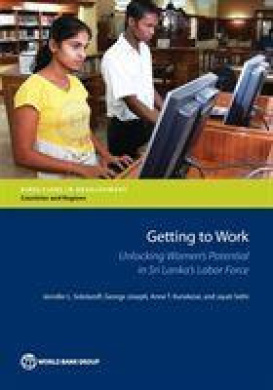 DIRECTIONS IN DEVELOPMENT
Countries and Regions
Getting to Work
Unlocking Women's Potential
in Sri Lanka's Labor Force
Jennifer L. Solotaroff, George Joseph, Anne T. Kuriakose, and Jayati Sethi
WORLD BANK GROUP